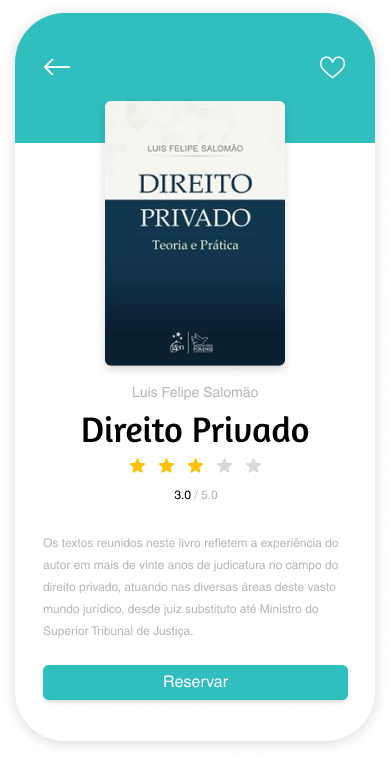 LUIS FELIPE SALOMÃO
DIREITO
PRIVADO
Teoria e Prática
gen
FORENSE
Luis Felipe Salomão
Direito Privado
3.0 / 5.0
Os textos reunidos neste livro refletem a experiência do
autor em mais de vinte anos de judicatura no campo do
direito privado, atuando nas diversas áreas deste vasto
mundo jurídico, desde juiz substituto até Ministro do
Superior Tribunal de Justiça.
Reservar